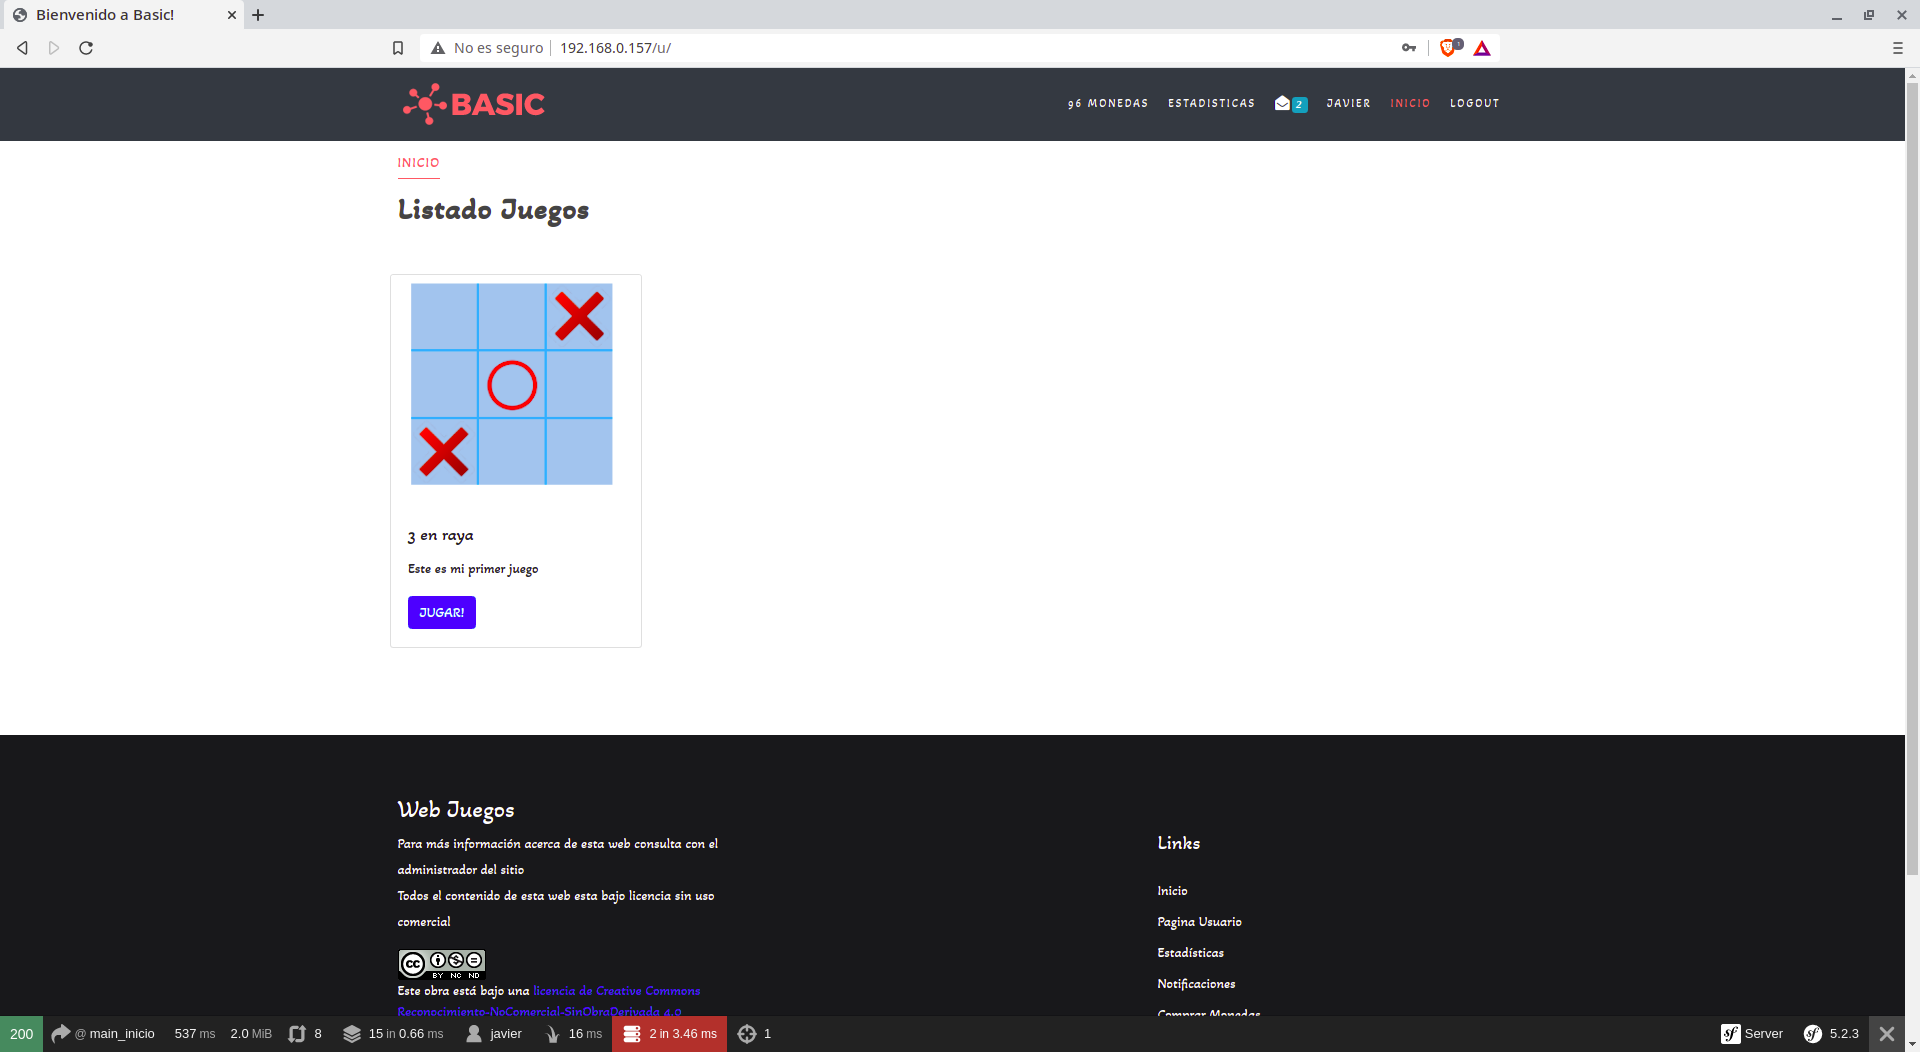 Bienvenido a Basic!
No es seguro 192.168.0.157/u/ 1
BASIC
96 MONEDAS ESTADISTICAS 2 JAVIER INICIO LOGOUT
INICIO
Listado Juegos
3 en raya
Este es mi primer juego
JUGAR!
Web Juegos
Para más información acerca de esta web consulta con el
administrador del sitio
Todos el contenido de esta web esta bajo licencia sin uso
comercial
cc BY NC ND
Este obra está bajo una licencia de Creative Commons
Reconocimiento-NoComercial-SinObraDerivada 4.0
Links
Inicio
Pagina Usuario
Estadísticas
Notificaciones
Comprar Monedas
200 @ main_inicio 537 ms 2.0 MiB 8 15 in 0.66 ms javier 16 ms 2 in 3.46 ms 1 sf Server sf 5.2.3